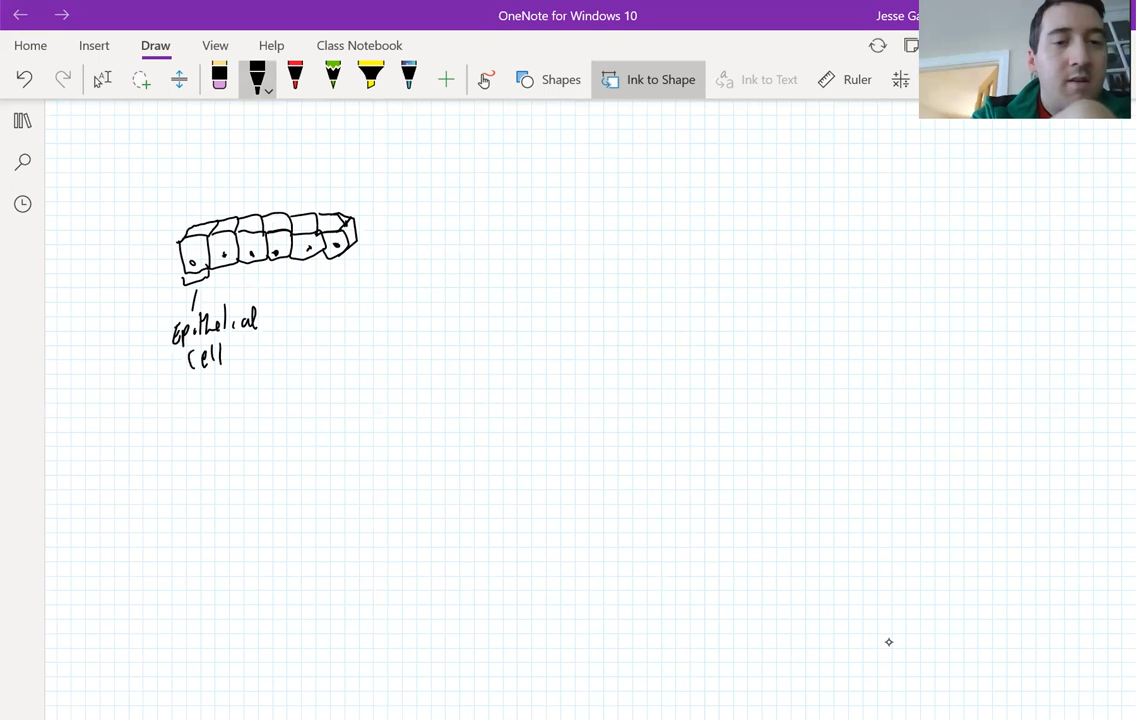 OneNote for Windows 10
Jesse Ga
Home Insert Draw View Help Class Notebook
Shapes Ink to Shape Ink to Text Ruler
Epithelial
cell